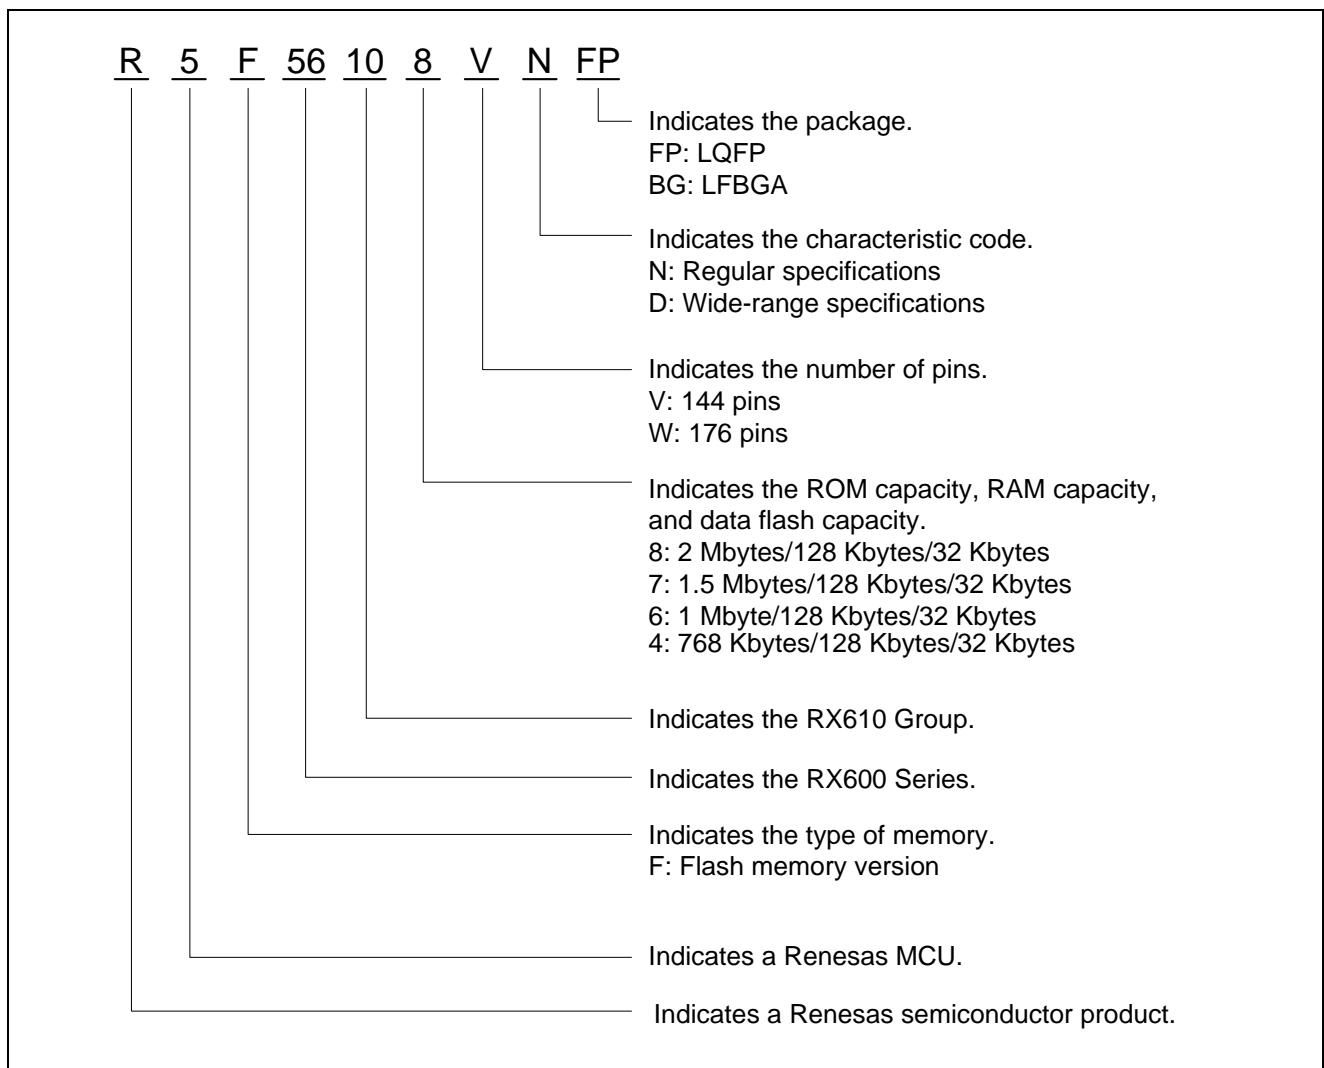 R 5 F 56 10 8 V N FP
Indicates the package.
FP: LQFP
BG: LFBGA
Indicates the characteristic code.
N: Regular specifications
D: Wide-range specifications
Indicates the number of pins.
V: 144 pins
W: 176 pins
Indicates the ROM capacity, RAM capacity,
and data flash capacity.
8: 2 Mbytes/128 Kbytes/32 Kbytes
7: 1.5 Mbytes/128 Kbytes/32 Kbytes
6: 1 Mbyte/128 Kbytes/32 Kbytes
4: 768 Kbytes/128 Kbytes/32 Kbytes
Indicates the RX610 Group.
Indicates the RX600 Series.
Indicates the type of memory.
F: Flash memory version
Indicates a Renesas MCU.
Indicates a Renesas semiconductor product.